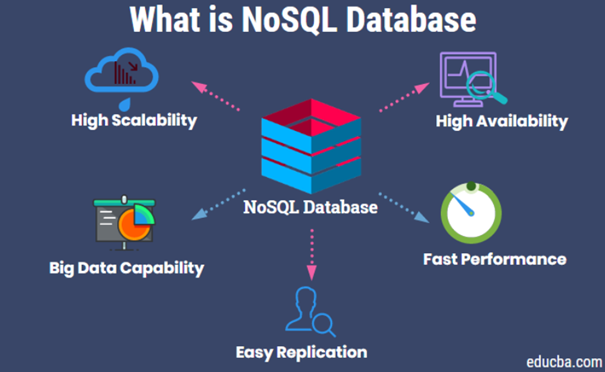 What is NoSQL Database
High Scalability
High Availability
NoSQL Database
Big Data Capability
Fast Performance
Easy Replication
educba.com